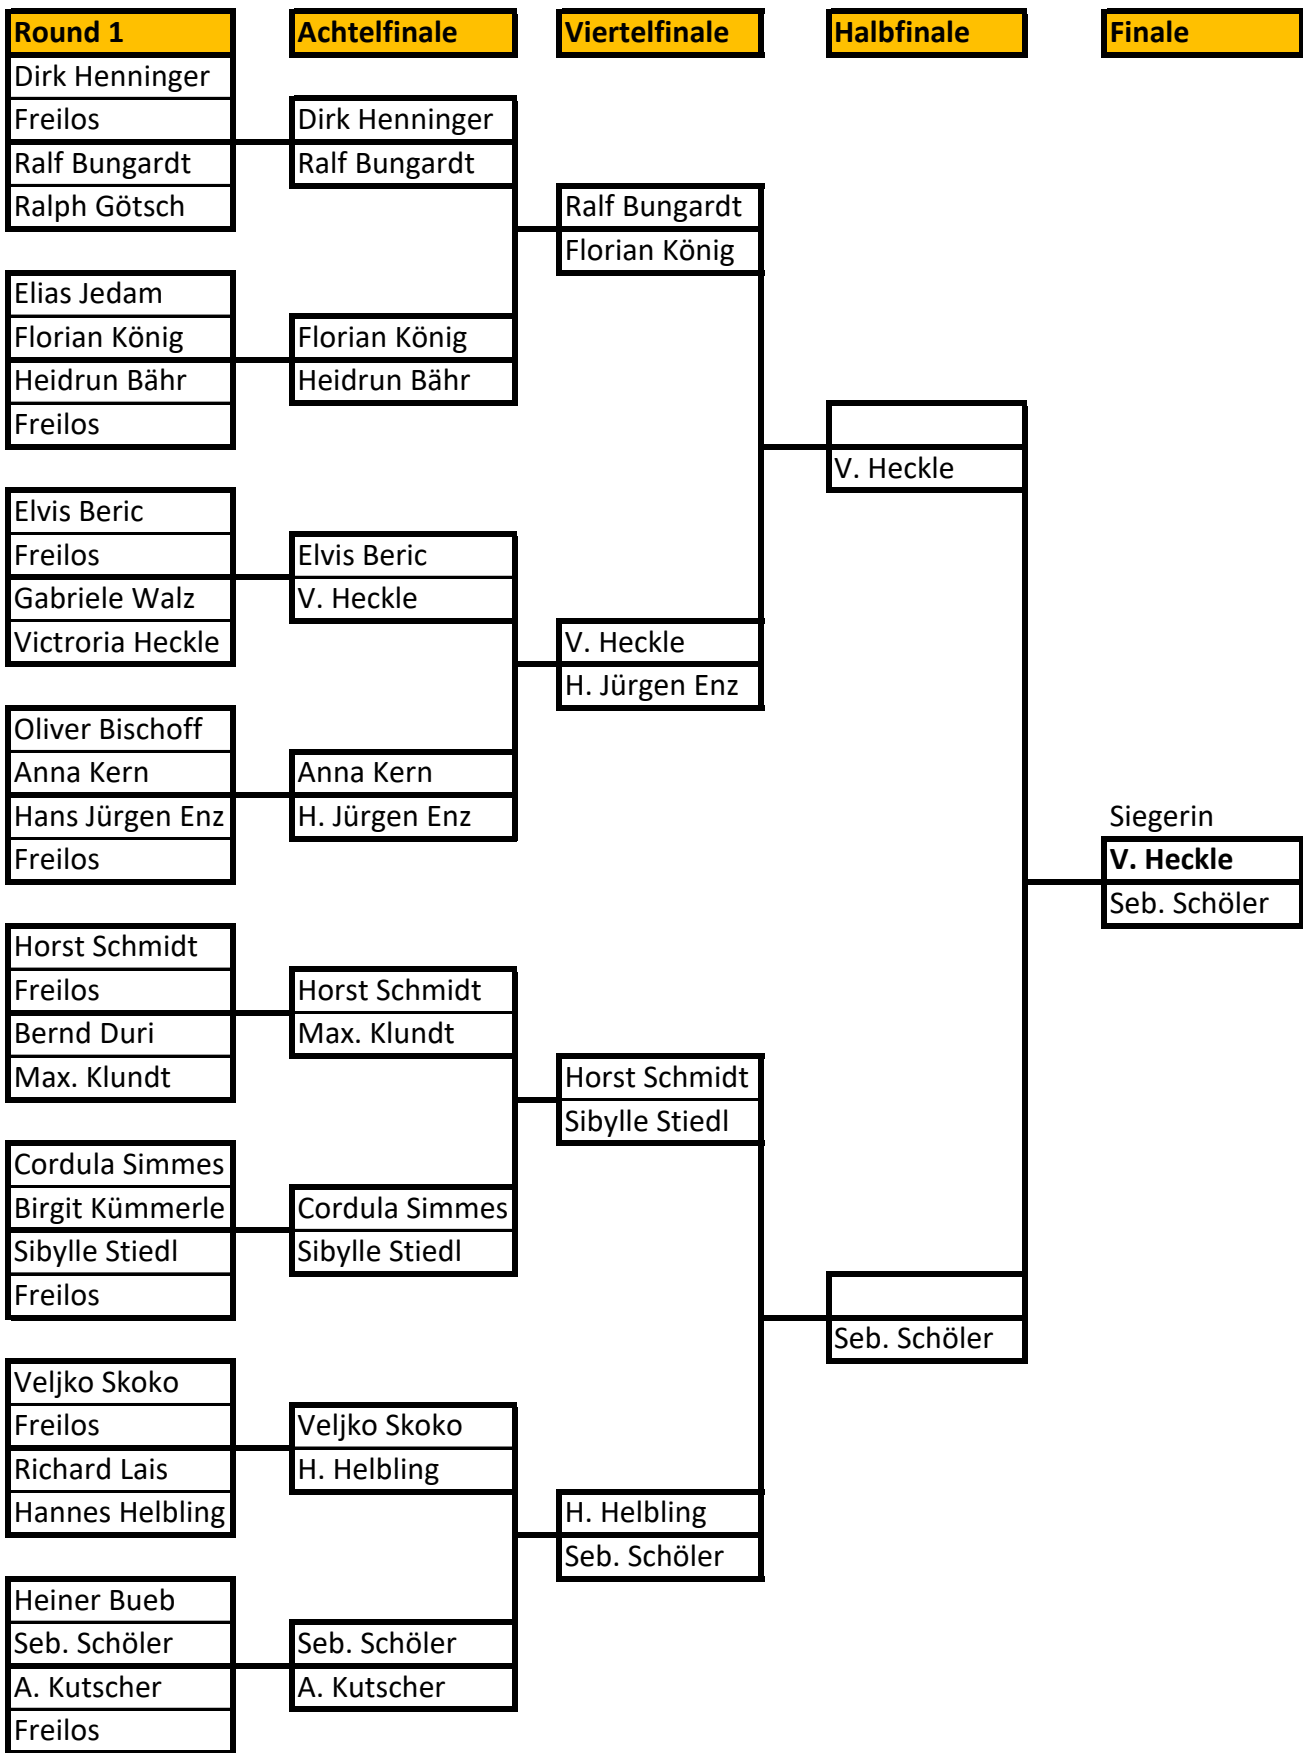 Round 1
Achtelfinale
Viertelfinale
Halbfinale
Finale
Dirk Henninger
Freilos
Ralf Bungardt
Ralph Götsch
Elias Jedam
Florian König
Heidrun Bähr
Freilos
Elvis Beric
Freilos
Gabriele Walz
Victroria Heckle
Oliver Bischoff
Anna Kern
Hans Jürgen Enz
Freilos
Horst Schmidt
Freilos
Bernd Duri
Max. Klundt
Cordula Simmes
Birgit Kümmerle
Sibylle Stiedl
Freilos
Veljko Skoko
Freilos
Richard Lais
Hannes Helbling
Heiner Bueb
Seb. Schöler
A. Kutscher
Freilos
Dirk Henninger
Ralf Bungardt
Florian König
Heidrun Bähr
Elvis Beric
V. Heckle
Anna Kern
H. Jürgen Enz
Horst Schmidt
Max. Klundt
Cordula Simmes
Sibylle Stiedl
Veljko Skoko
H. Helbling
Seb. Schöler
A. Kutscher
Ralf Bungardt
Florian König
V. Heckle
H. Jürgen Enz
Horst Schmidt
Sibylle Stiedl
H. Helbling
Seb. Schöler
V. Heckle
Seb. Schöler
Siegerin
V. Heckle
Seb. Schöler